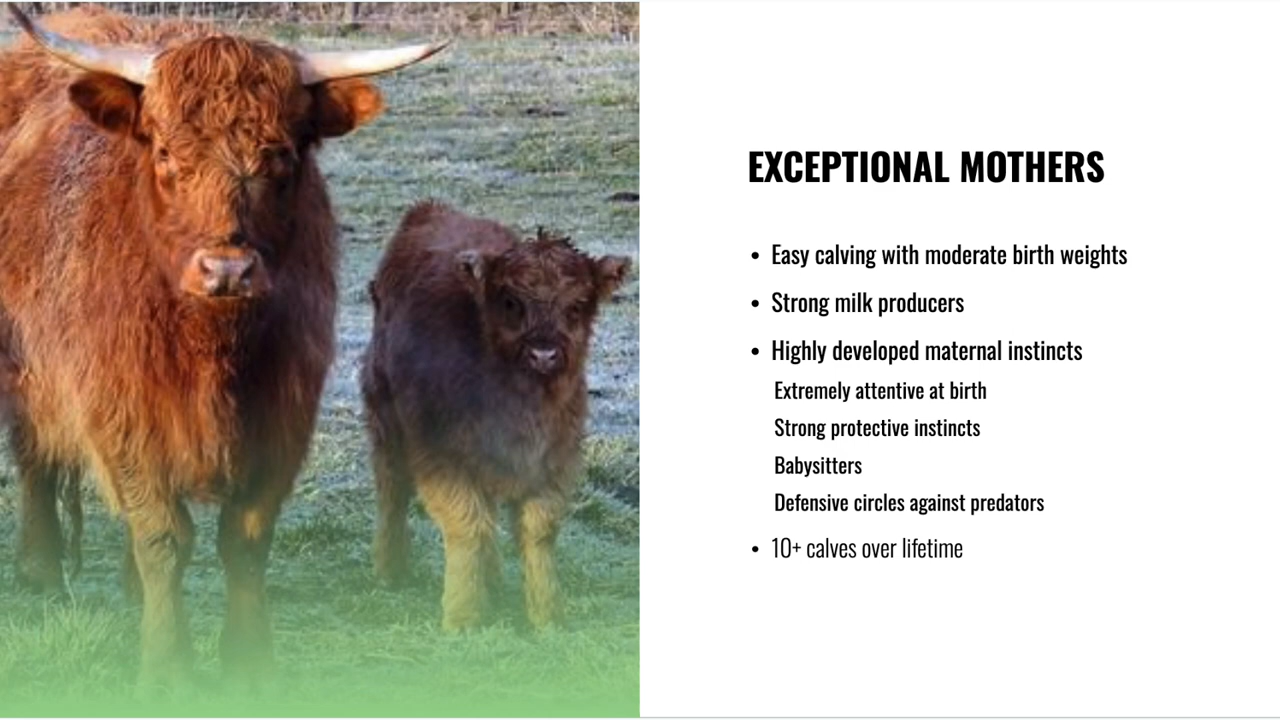 EXCEPTIONAL MOTHERS
• Easy calving with moderate birth weights
• Strong milk producers
• Highly developed maternal instincts
Extremely attentive at birth
Strong protective instincts
Babysitters
Defensive circles against predators
• 10+ calves over lifetime